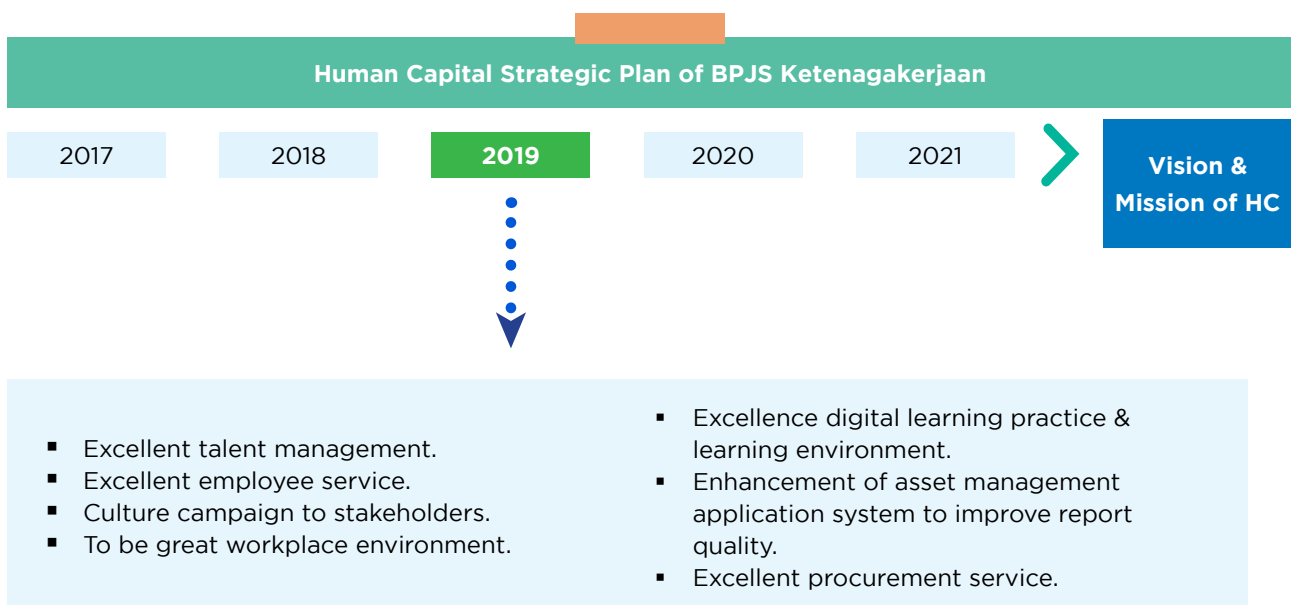 Human Capital Strategic Plan of BPJS Ketenagakerjaan
2017
2018
2019
2020
2021
Vision &
Mission of HC
▪ Excellent talent management.
▪ Excellent employee service.
▪ Culture campaign to stakeholders.
▪ To be great workplace environment.
▪ Excellence digital learning practice &
learning environment.
▪ Enhancement of asset management
application system to improve report
quality.
▪ Excellent procurement service.